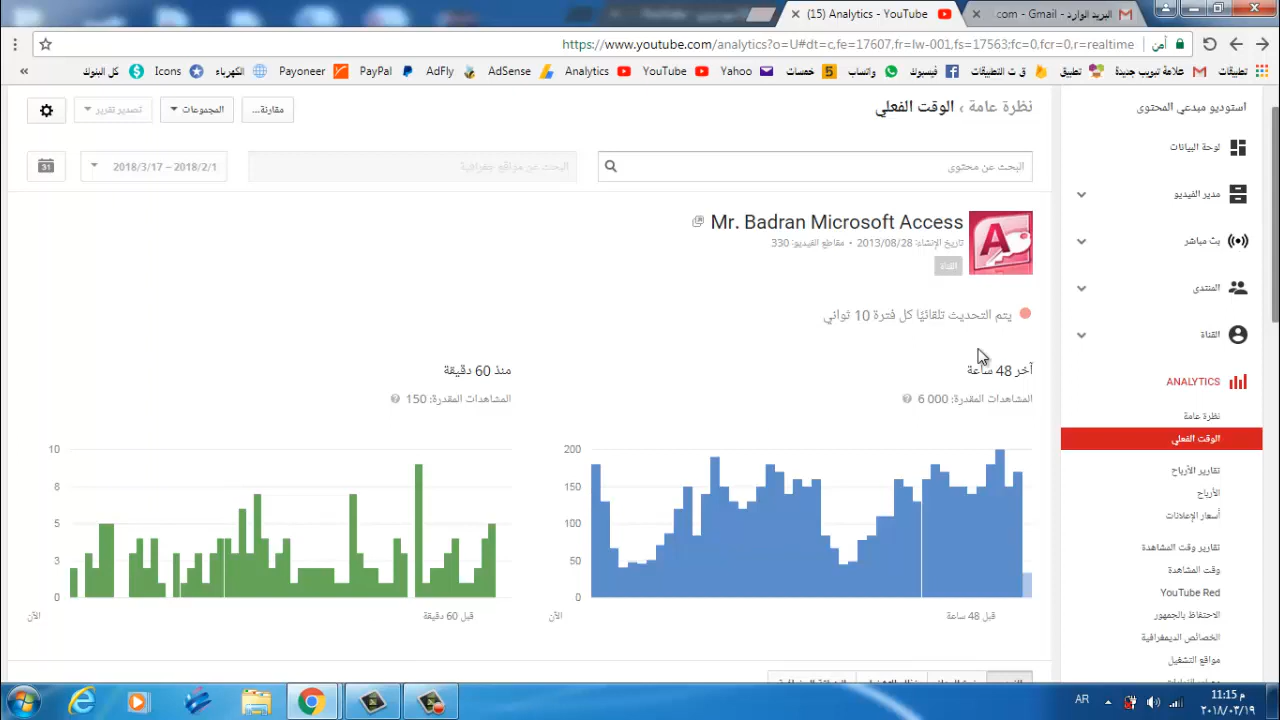 (15) Analytics - YouTube
البريد الوارد - com - Gmail
https://www.youtube.com/analytics?o=U#dt=c,fe=17607,fr=lw-001,fs=17563;fc=0,fcr=0,r=realtime
أمن
تطبيقات
علامة تبويب جديدة
تطبيق
ق ت التطبيقات
فيسبوك
واتساب
خمسات
Yahoo
YouTube
Analytics
AdSense
AdFly
PayPal
Payoneer
الكهرباء
Icons
كل البنوك
»
استوديو مبدعي المحتوى
لوحة البيانات
مدير الفيديو
بث مباشر
المنتدى
القناة
ANALYTICS
نظرة عامة
الوقت الفعلي
تقارير الأرباح
الأرباح
أسعار الإعلانات
تقارير وقت المشاهدة
وقت المشاهدة
YouTube Red
الاحتفاظ بالجمهور
الخصائص الديمغرافية
مواقع التشغيل
نظرة عامة › الوقت الفعلي
مقارنة...
المجموعات
تصدير تقرير
البحث عن محتوى
البحث عن مواقع جغرافية
2018/2/1 – 2018/3/17
31
Mr. Badran Microsoft Access
تاريخ الإنشاء: 2013/08/28 • مقاطع الفيديو: 330
القناة
يتم التحديث تلقائيًا كل فترة 10 ثواني
آخر 48 ساعة
المشاهدات المقدرة: 000 6
200
150
100
50
0
قبل 48 ساعة
الآن
منذ 60 دقيقة
المشاهدات المقدرة: 150
10
8
5
3
0
قبل 60 دقيقة
الآن
AR
11:15 م
٢٠١٨/٠٣/١٩